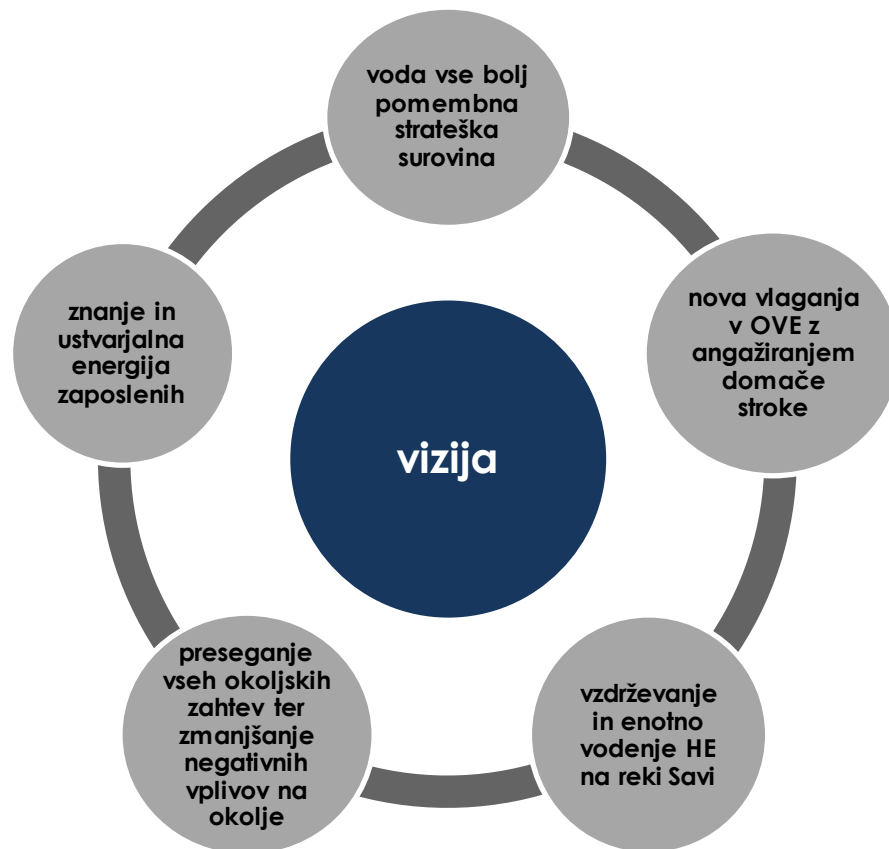 voda vse bolj
pomembna
strateška
surovina
nova vlaganja
v OVE z
angažiranjem
domače
stroke
vzdrževanje
in enotno
vodenje HE
na reki Savi
preseganje
vseh okoljskih
zahtev ter
zmanjšanje
negativnih
vplivov na
okolje
znanje in
ustvarjalna
energija
zaposlenih
vizija